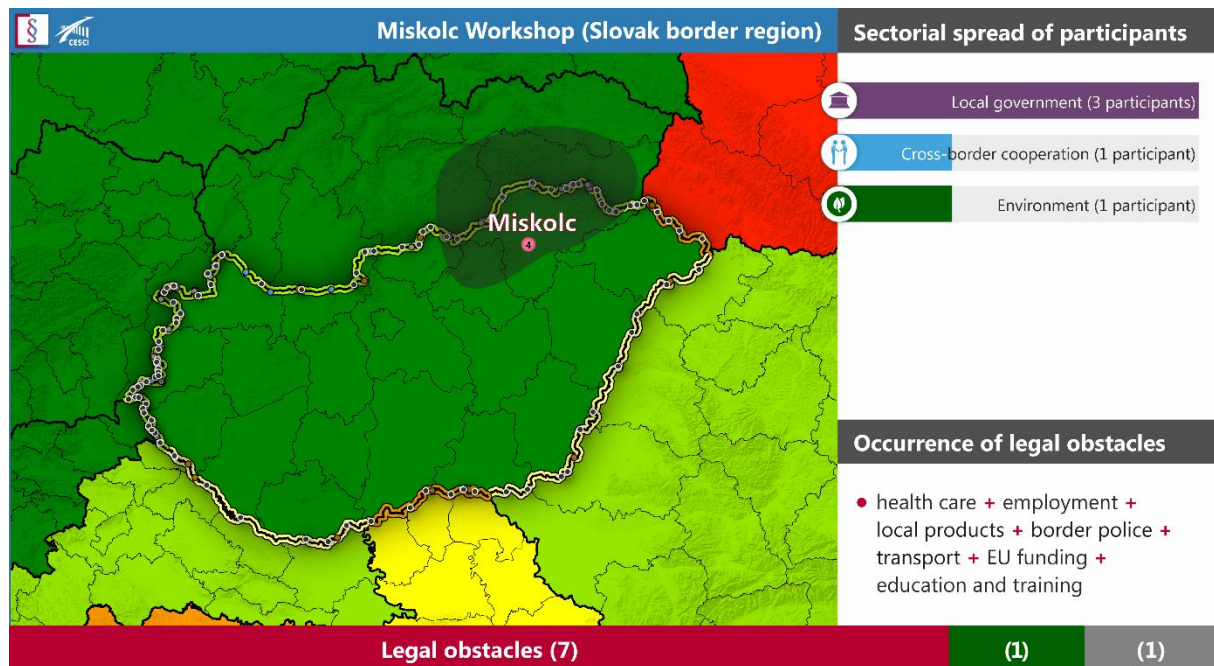 §
CESCI
Miskolc Workshop (Slovak border region)
Sectorial spread of participants
Local government (3 participants)
Cross-border cooperation (1 participant)
Environment (1 participant)
Miskolc
4
Occurrence of legal obstacles
• health care + employment +
local products + border police +
transport + EU funding +
education and training
Legal obstacles (7)
(1)
(1)